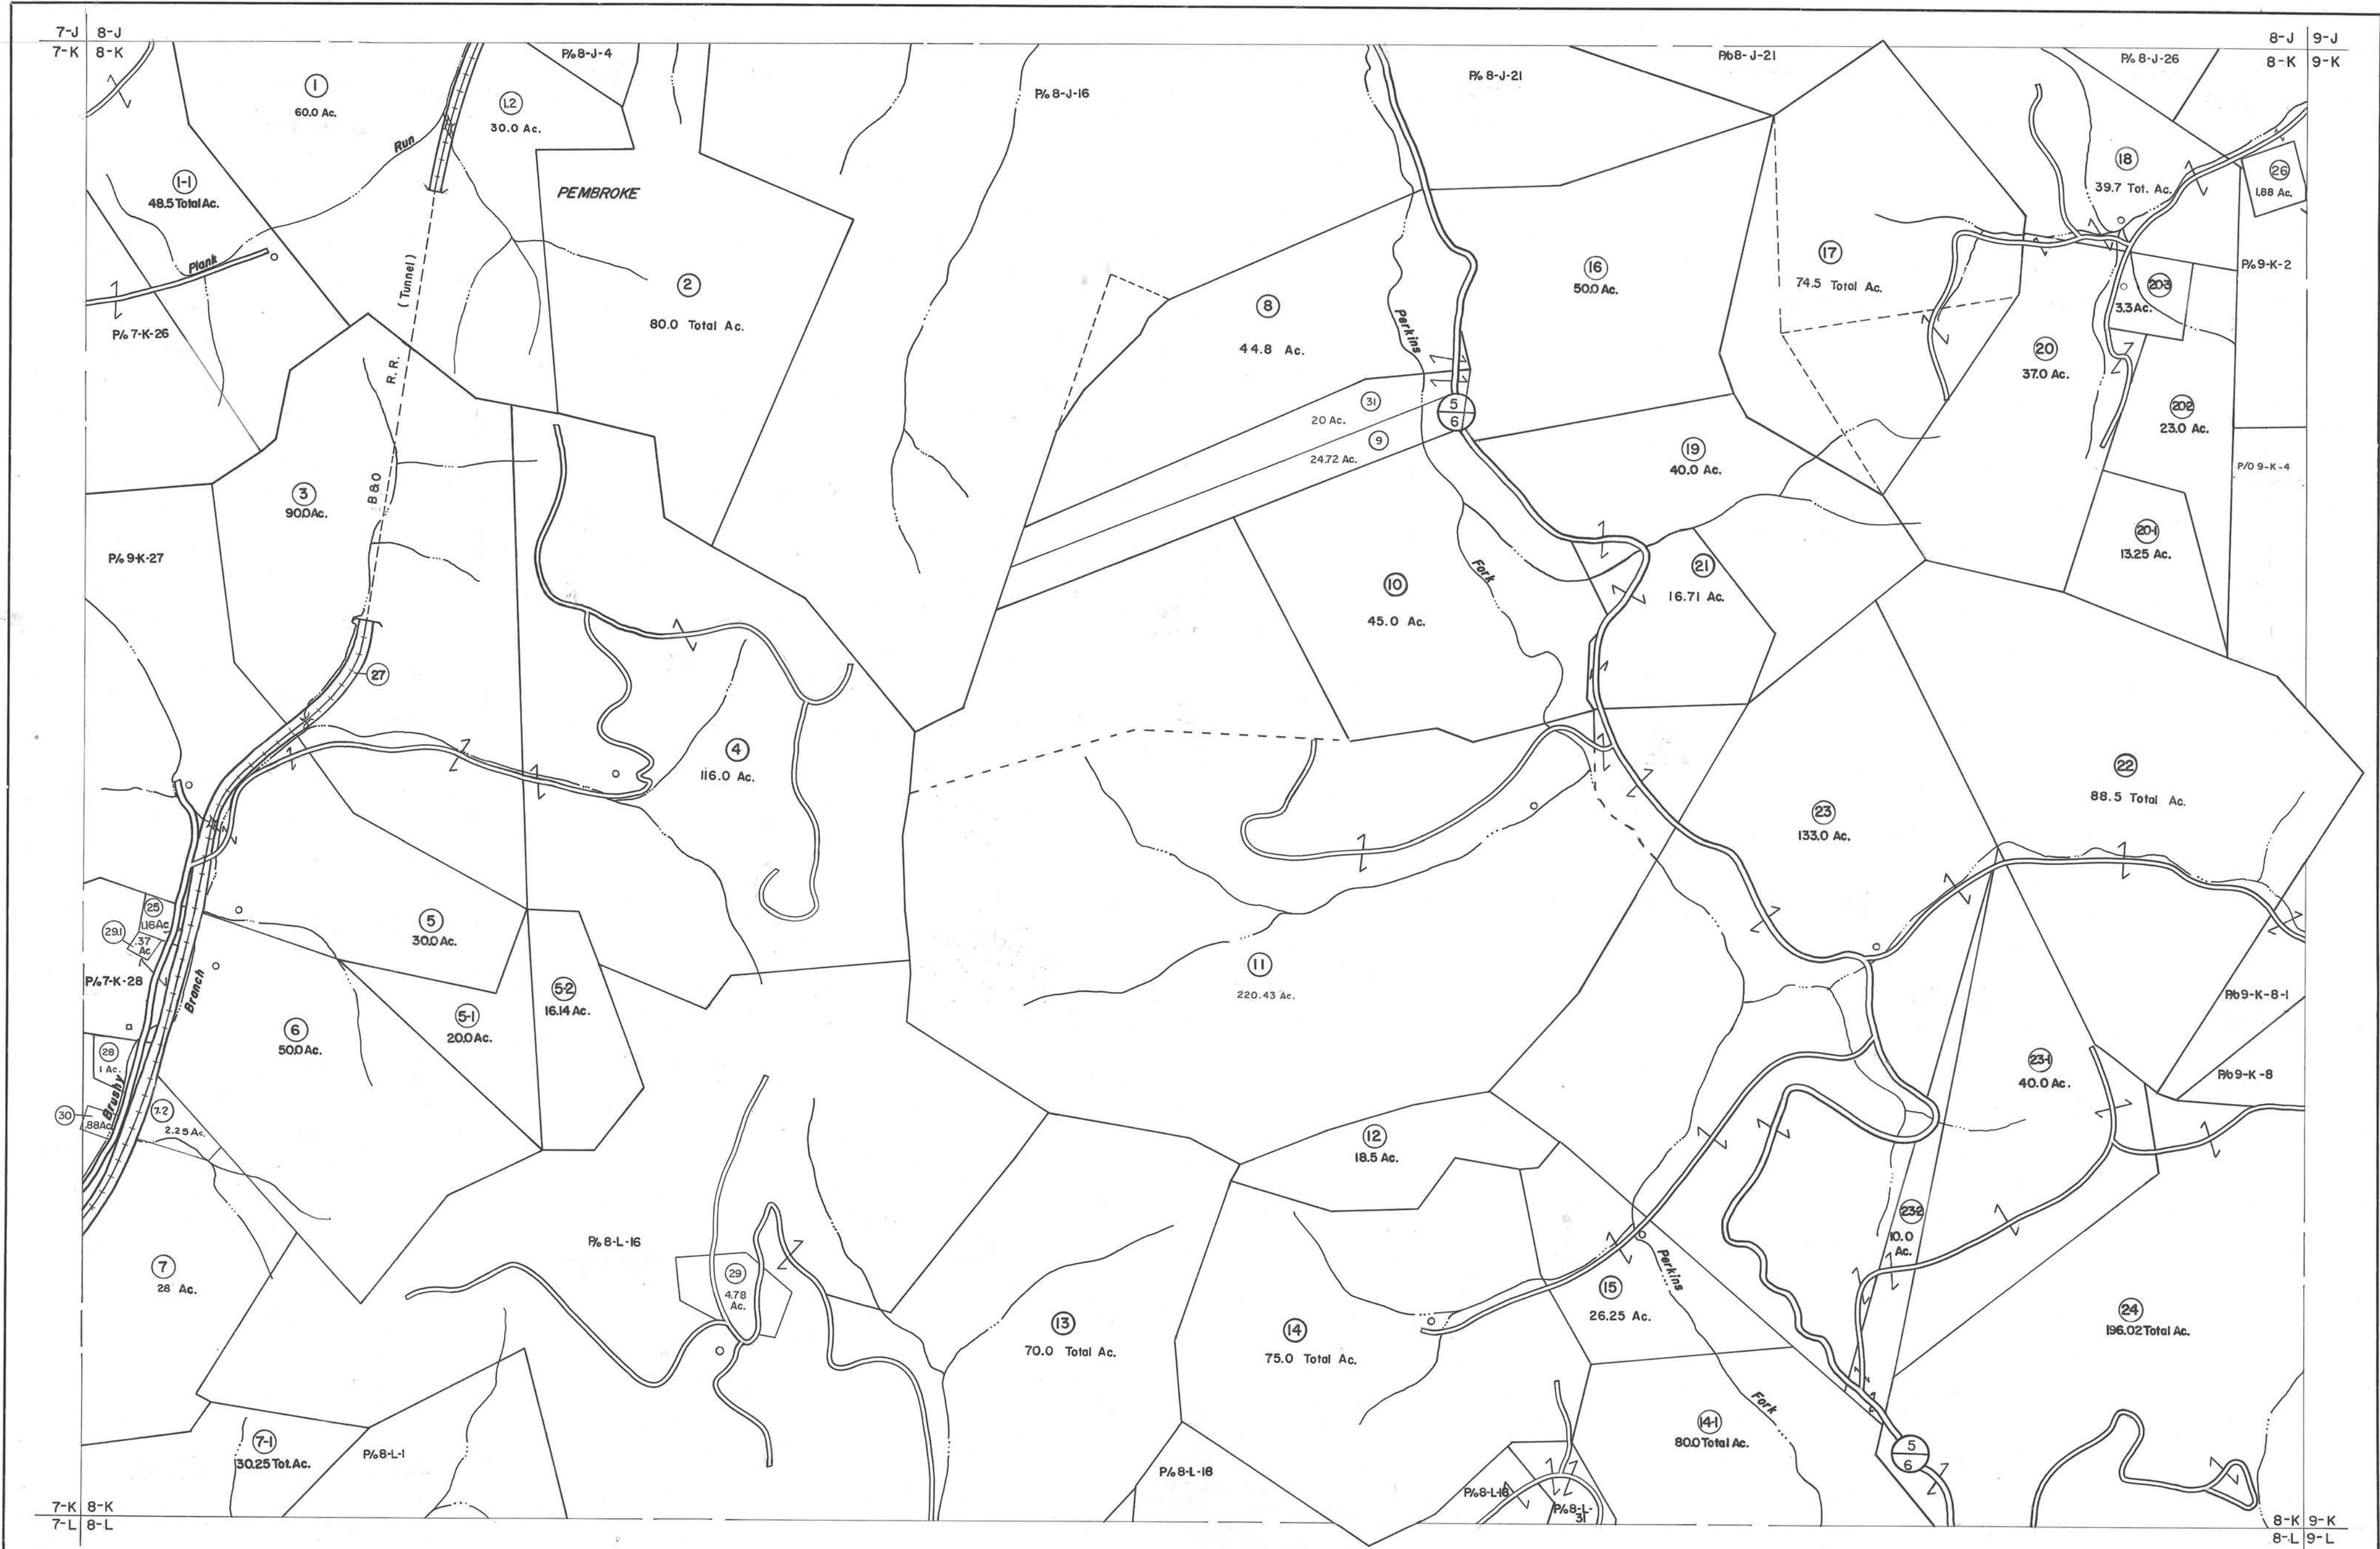 7-J 8-J
7-K 8-K
8-J 9-J
8-K 9-K
P/o 8-J-4
P/o 8-J-16
P/o 8-J-21
P/o 8-J-21
P/o 8-J-26
1
60.0 Ac.
1.2
30.0 Ac.
Run
1-1
48.5 Total Ac.
Plank
P/o 7-K-26
(Tunnel)
R.R.
B & O
PEMBROKE
2
80.0 Total Ac.
8
44.8 Ac.
Perkins
16
50.0 Ac.
17
74.5 Total Ac.
18
39.7 Tot. Ac.
26
1.88 Ac.
P/o 9-K-2
20-3
3.3 Ac.
20
37.0 Ac.
20-2
23.0 Ac.
P/O 9-K-4
31
20 Ac.
9
24.72 Ac.
5
6
19
40.0 Ac.
3
90.0 Ac.
20-1
13.25 Ac.
P/o 9-K-27
10
45.0 Ac.
Fork
21
16.71 Ac.
27
4
116.0 Ac.
22
88.5 Total Ac.
23
133.0 Ac.
25
1.16 Ac
29.1
.37
Ac
5
30.0 Ac.
P/o 7-K-28
Branch
11
220.43 Ac.
5-2
16.14 Ac.
P/o 9-K-8-1
6
50.0 Ac.
5-1
20.0 Ac.
28
1 Ac.
Brushy
23-1
40.0 Ac.
P/o 9-K-8
30
.88 Ac
7.2
2.25 Ac.
12
18.5 Ac.
23-2
10.0
Ac.
P/o 8-L-16
7
28 Ac.
29
4.78
Ac.
Perkins
15
26.25 Ac.
13
70.0 Total Ac.
14
75.0 Total Ac.
24
196.02 Total Ac.
Fork
14-1
80.0 Total Ac.
7-1
30.25 Tot. Ac.
P/o 8-L-1
5
6
P/o 8-L-16
P/o 8-L-18
P/o 8-L-
31
7-K 8-K
7-L 8-L
8-K 9-K
8-L 9-L